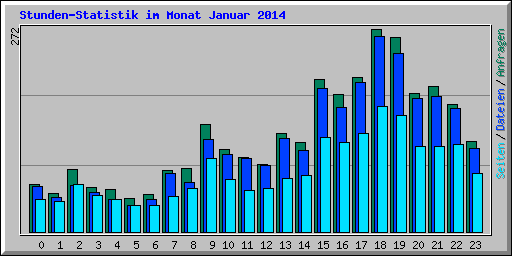 Stunden-Statistik im Monat Januar 2014
272
Seiten/Dateien/Anfragen
0 1 2 3 4 5 6 7 8 9 10 11 12 13 14 15 16 17 18 19 20 21 22 23